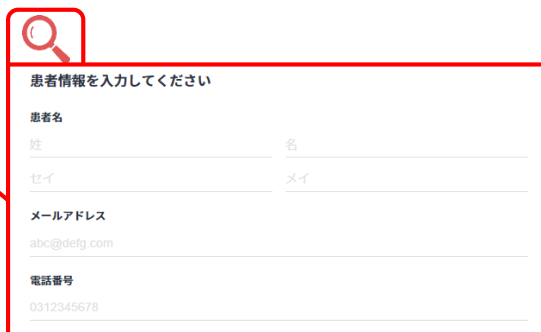 患者情報を入力してください
患者名
姓 名
セイ メイ
メールアドレス
abc@defg.com
電話番号
0312345678